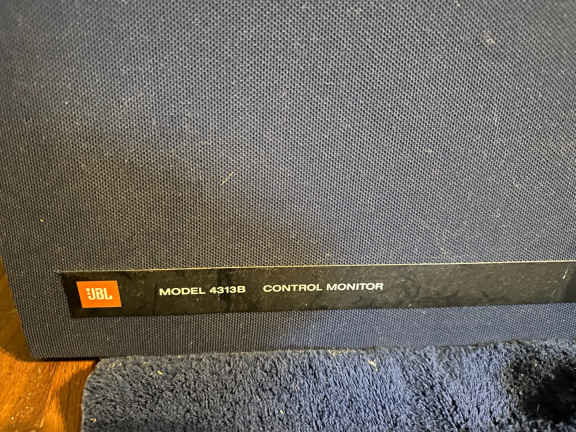 JBL MODEL 4313B CONTROL MONITOR